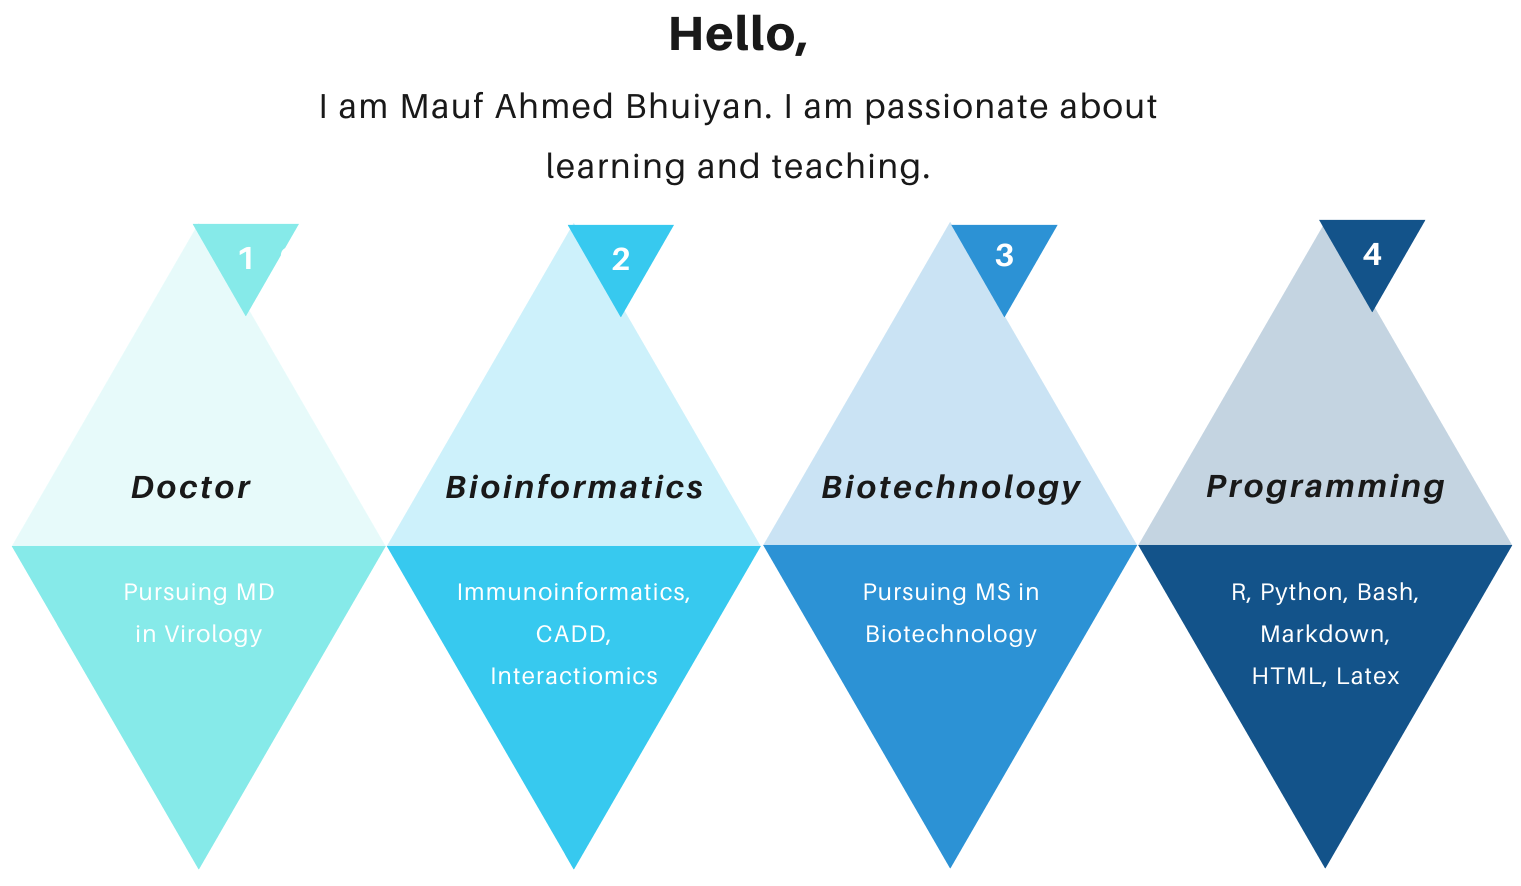 Hello,
I am Mauf Ahmed Bhuiyan. I am passionate about
learning and teaching.
1
Doctor
Pursuing MD
in Virology
2
Bioinformatics
Immunoinformatics,
CADD,
Interactiomics
3
Biotechnology
Pursuing MS in
Biotechnology
4
Programming
R, Python, Bash,
Markdown,
HTML, Latex